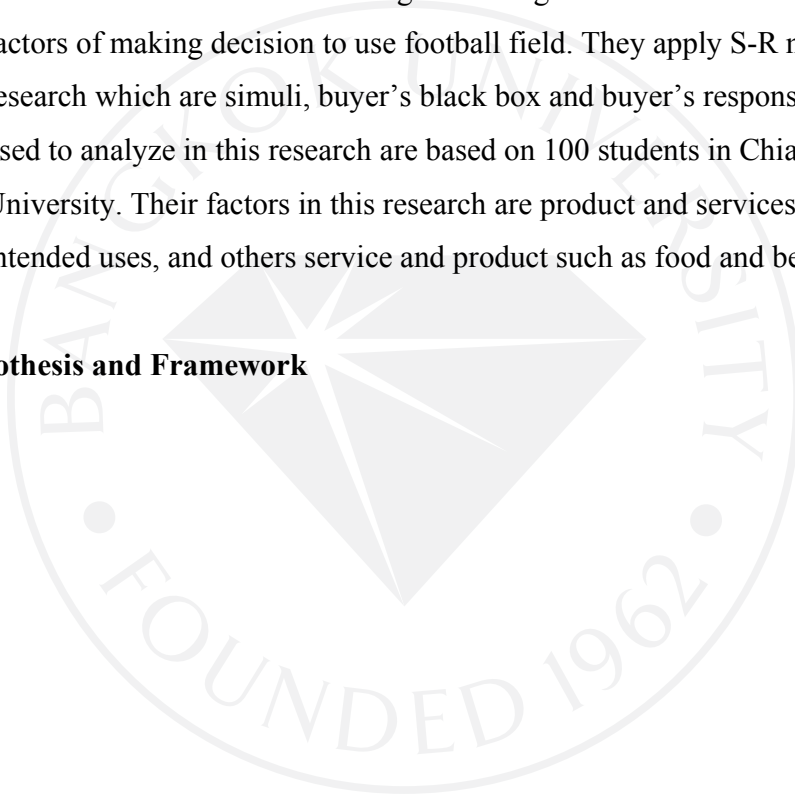 actors of making decision to use football field. They apply S-R
esearch which are simuli, buyer's black box and buyer's respons
sed to analyze in this research are based on 100 students in Chia
University. Their factors in this research are product and services
ntended uses, and others service and product such as food and be
othesis and Framework
BANGKOK UNIVERSITY
FOUNDED 1962